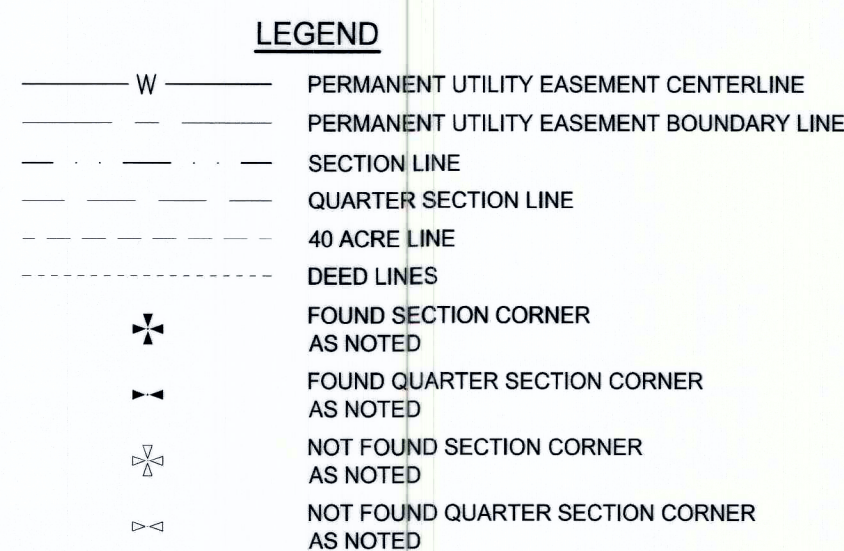 LEGEND
W PERMANENT UTILITY EASEMENT CENTERLINE
PERMANENT UTILITY EASEMENT BOUNDARY LINE
SECTION LINE
QUARTER SECTION LINE
40 ACRE LINE
DEED LINES
FOUND SECTION CORNER
AS NOTED
FOUND QUARTER SECTION CORNER
AS NOTED
NOT FOUND SECTION CORNER
AS NOTED
NOT FOUND QUARTER SECTION CORNER
AS NOTED